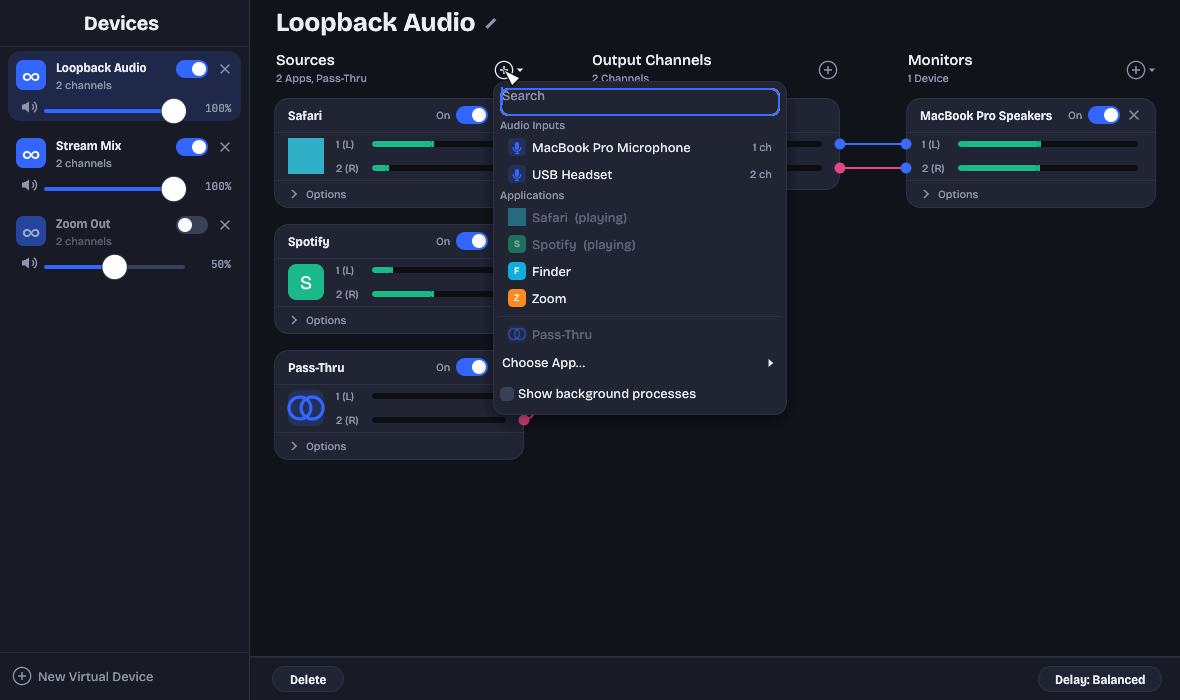 Devices
Loopback Audio
2 channels
100%
Stream Mix
2 channels
100%
Zoom Out
2 channels
50%
New Virtual Device
Loopback Audio
Sources
2 Apps, Pass-Thru
Safari
On
1 (L)
2 (R)
Options
Spotify
On
S
1 (L)
2 (R)
Options
Pass-Thru
On
1 (L)
2 (R)
Options
Output Channels
2 Channels
Search
Audio Inputs
MacBook Pro Microphone 1 ch
USB Headset 2 ch
Applications
Safari (playing)
S Spotify (playing)
F Finder
Z Zoom
Pass-Thru
Choose App...
Show background processes
Monitors
1 Device
MacBook Pro Speakers
On
1 (L)
2 (R)
Options
Delete
Delay: Balanced